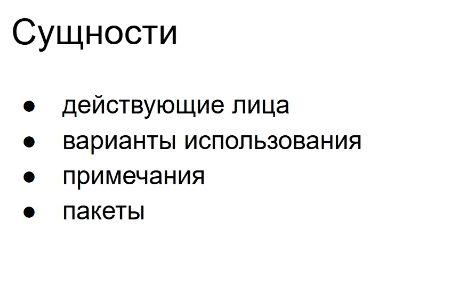 Сущности
● действующие лица
● варианты использования
● примечания
● пакеты